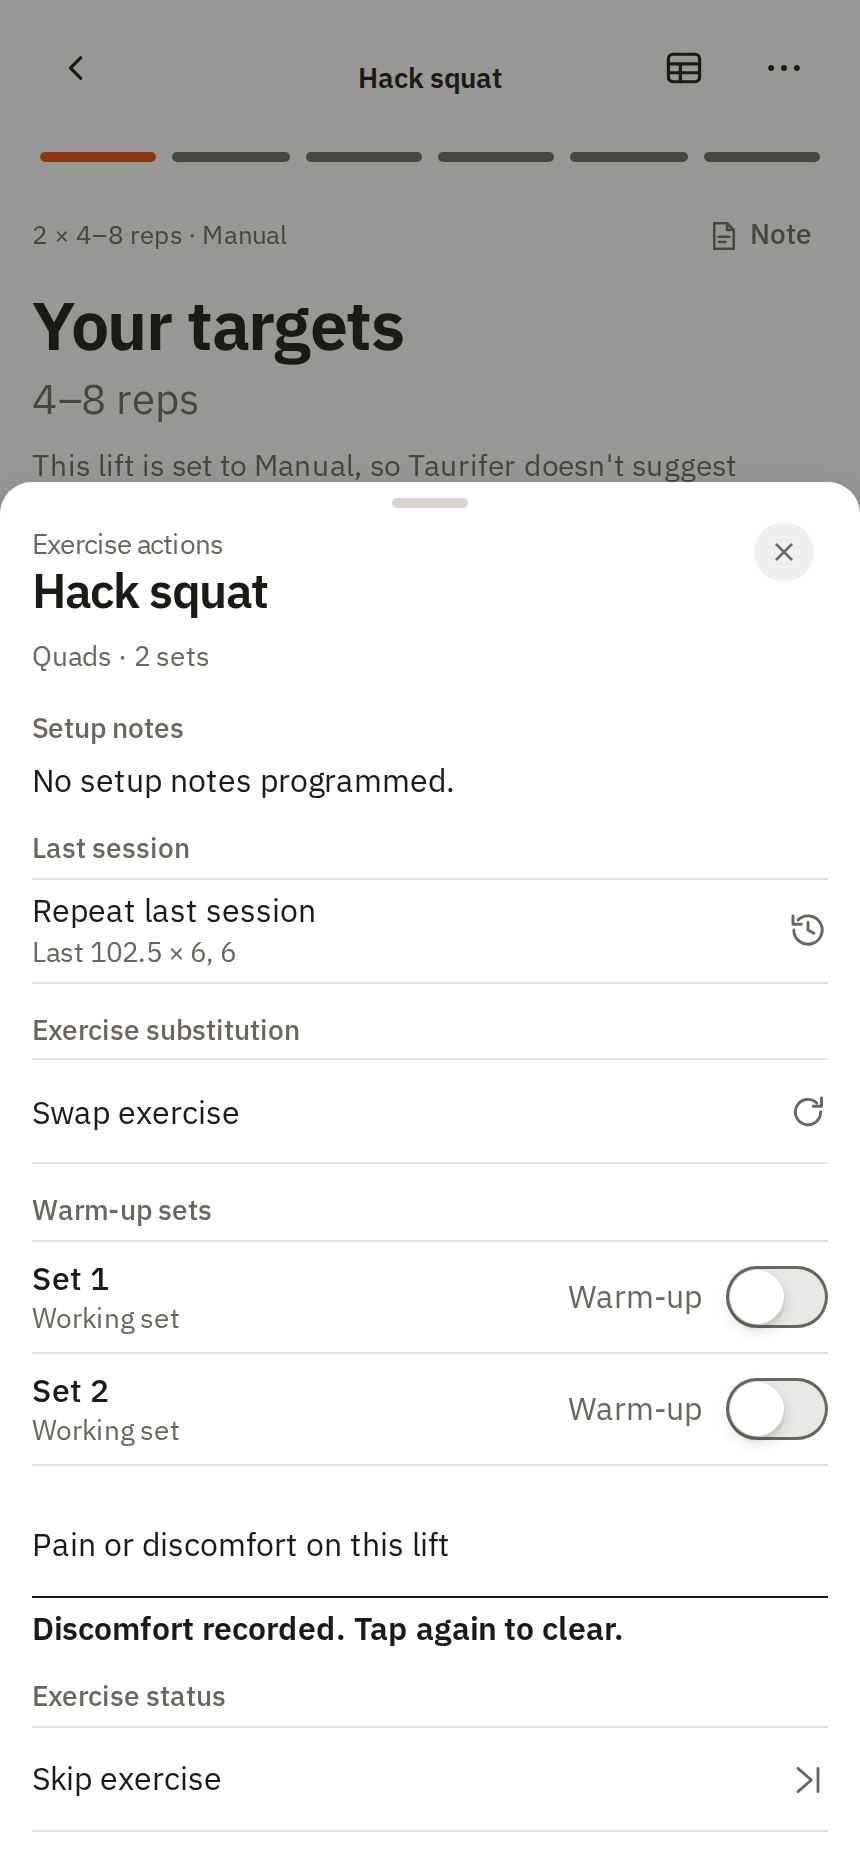 Hack squat
2 × 4–8 reps · Manual
Note
Your targets
4–8 reps
This lift is set to Manual, so Taurifer doesn't suggest
Exercise actions
Hack squat
Quads · 2 sets
Setup notes
No setup notes programmed.
Last session
Repeat last session
Last 102.5 × 6, 6
Exercise substitution
Swap exercise
Warm-up sets
Set 1
Working set
Warm-up
Set 2
Working set
Warm-up
Pain or discomfort on this lift
Discomfort recorded. Tap again to clear.
Exercise status
Skip exercise